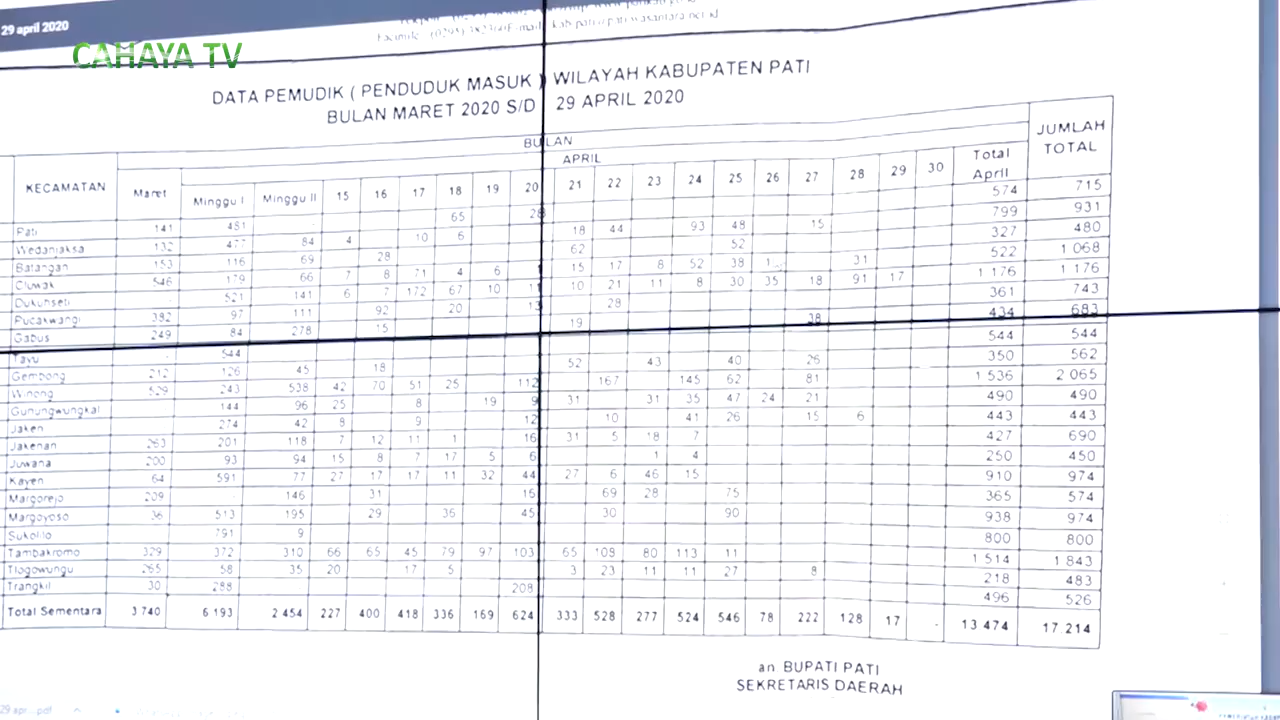 29 april 2020
CAHAYA TV
DATA PEMUDIK ( PENDUDUK MASUK ) WILAYAH KABUPATEN PATI
BULAN MARET 2020 S/D 29 APRIL 2020
BULAN
KECAMATAN Maret APRIL Total April JUMLAH TOTAL
Minggu I Minggu II 15 16 17 18 19 20 21 22 23 24 25 26 27 28 29 30
Pati 141 481 65 28 18 44 93 48 15 574 715
Wedarijaksa 132 477 84 4 10 6 62 52 799 931
Batangan 153 116 69 28 15 17 8 52 38 31 327 480
Cluwak 546 179 66 7 8 71 4 6 10 21 11 8 30 35 18 91 17 522 1 068
Dukuhseti 521 141 6 7 172 67 10 11 28 1 176 1 176
Pucakwangi 382 97 111 92 20 13 19 38 361 743
Gabus 249 84 278 15 434 683
Tayu 544 544 544
Gembong 212 126 45 18 52 43 40 26 350 562
Winong 529 243 538 42 70 51 25 112 167 145 62 81 1 536 2 065
Gunungwungkal 144 96 25 8 19 9 31 31 35 47 24 21 490 490
Jaken 274 42 8 9 12 10 41 26 15 6 443 443
Jakenan 263 201 118 7 12 11 1 16 31 5 18 7 427 690
Juwana 200 93 94 15 8 7 17 5 6 1 4 250 450
Kayen 64 591 77 27 17 17 11 32 44 27 6 46 15 910 974
Margorejo 209 - 146 31 16 69 28 75 365 574
Margoyoso 36 513 195 29 36 45 30 90 938 974
Sukolilo 791 9 800 800
Tambakromo 329 372 310 66 65 45 79 97 103 65 109 80 113 11 1 514 1 843
Tlogowungu 265 58 35 20 17 5 3 23 11 11 27 8 218 483
Trangkil 30 288 208 496 526
Total Sementara 3 740 6 193 2 454 227 400 418 336 169 624 333 528 277 524 546 78 222 128 17 - 13 474 17.214
an BUPATI PATI
SEKRETARIS DAERAH